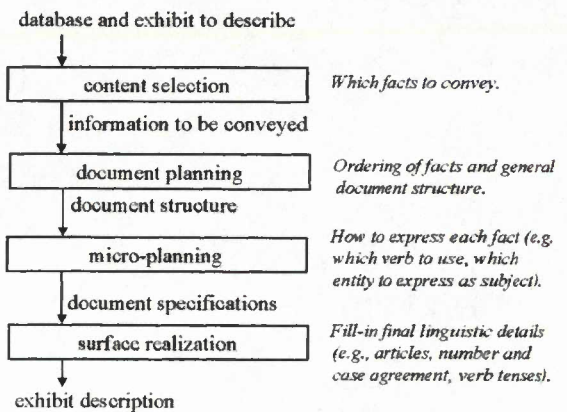 database and exhibit to describe
content selection
Which facts to convey.
information to be conveyed
document planning
Ordering of facts and general
document structure.
document structure
micro-planning
How to express each fact (e.g.
which verb to use, which
entity to express as subject).
document specifications
surface realization
Fill-in final linguistic details
(e.g., articles, number and
case agreement, verb tenses).
exhibit description